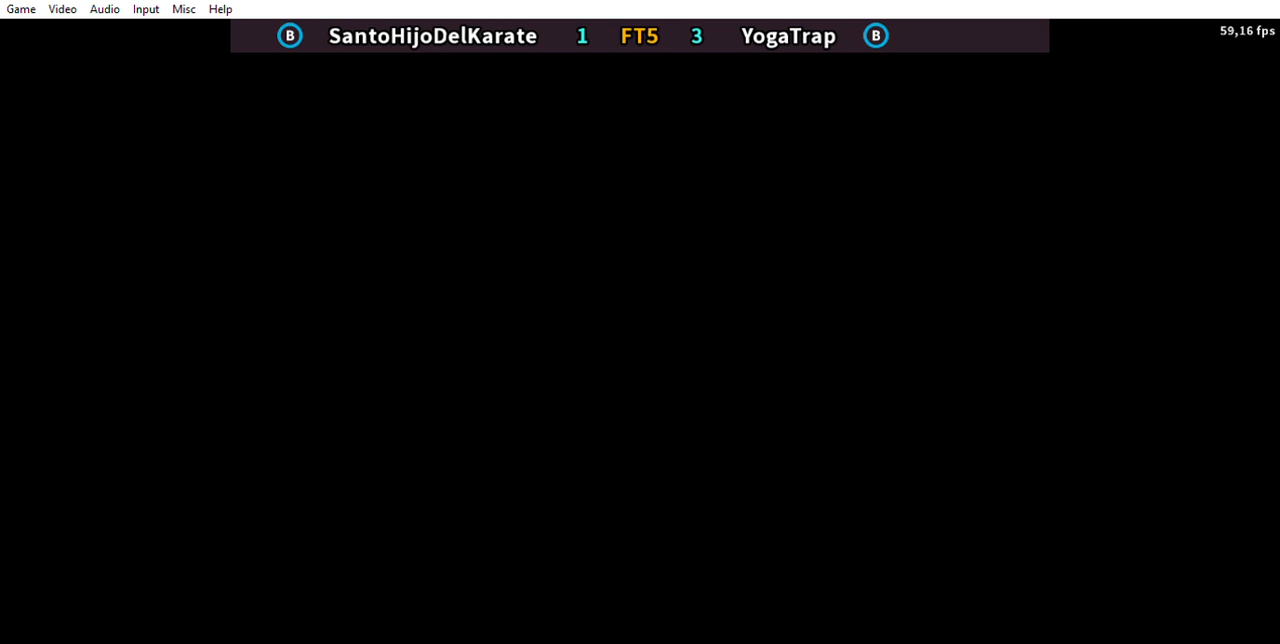 Game Video Audio Input Misc Help
B SantoHijoDelKarate 1 FT5 3 YogaTrap B
59,16 fps